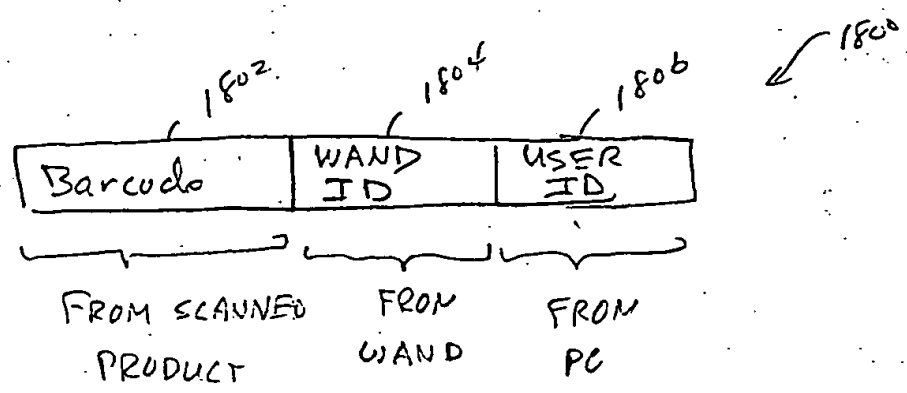 1800
1802 1804 1806
Barcode WAND USER
ID ID
FROM SCANNED FROM FROM
PRODUCT WAND PC